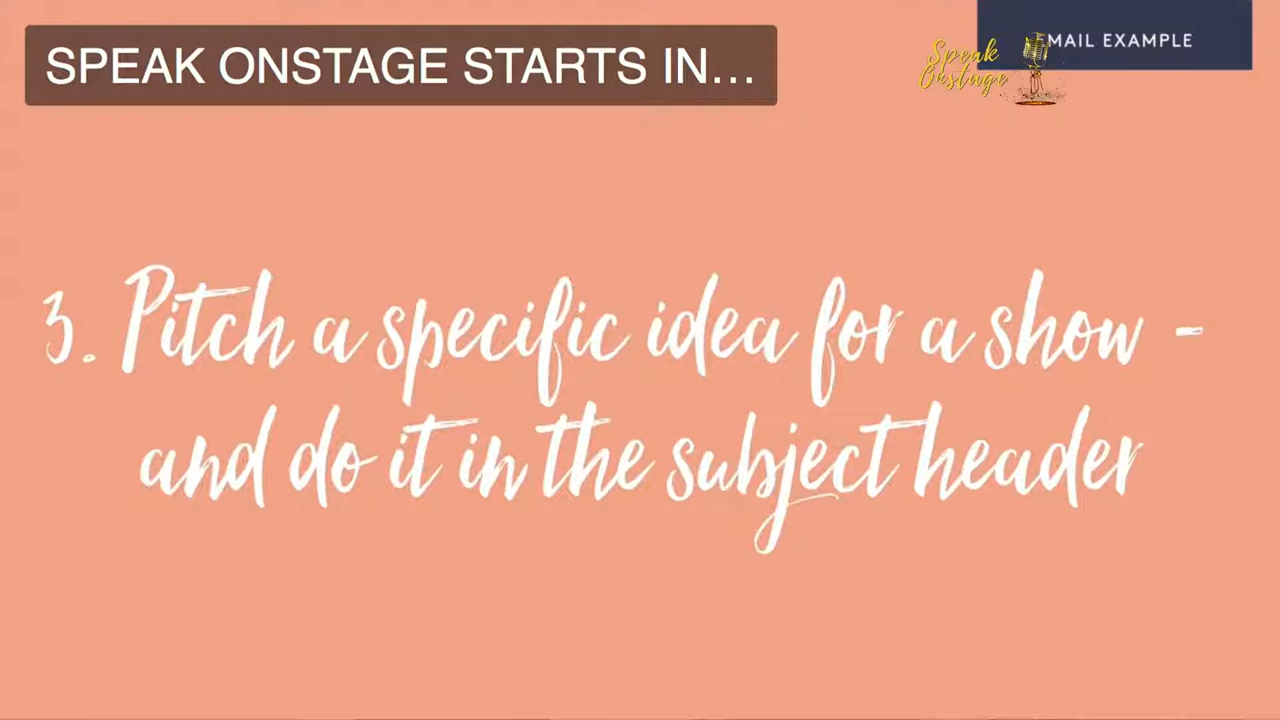 SPEAK ONSTAGE STARTS IN...
Speak
Onstage
EMAIL EXAMPLE
3. Pitch a specific idea for a show -
and do it in the subject header